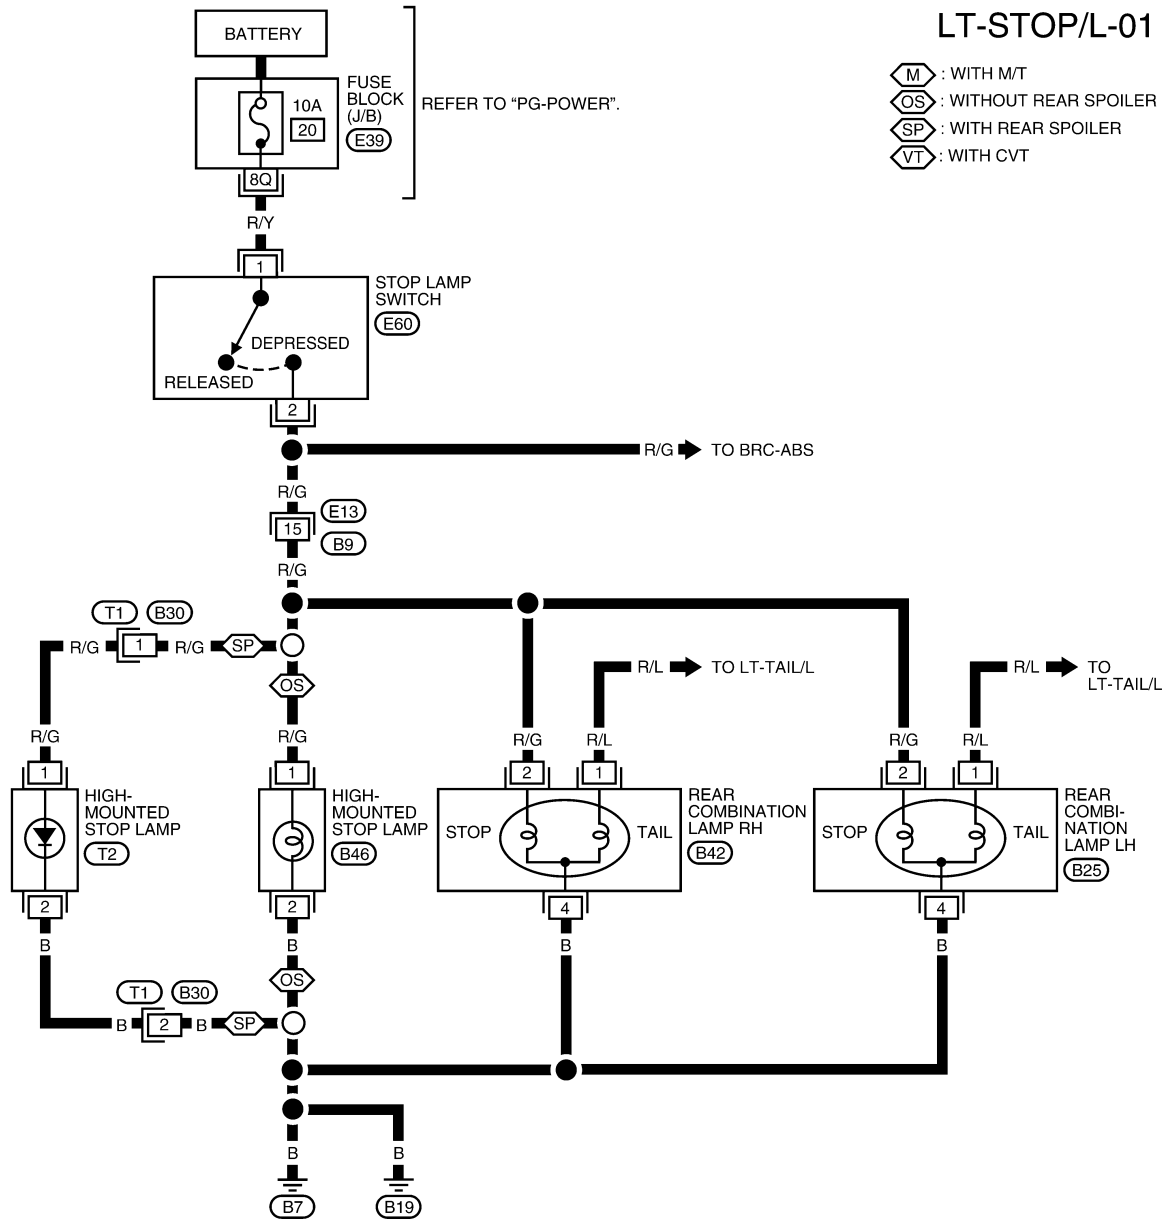 LT-STOP/L-01
M : WITH M/T
OS : WITHOUT REAR SPOILER
SP : WITH REAR SPOILER
VT : WITH CVT
BATTERY
10A
20
FUSE
BLOCK
(J/B)
E39
REFER TO “PG-POWER”.
8Q
R/Y
1
STOP LAMP
SWITCH
E60
DEPRESSED
RELEASED
2
R/G TO BRC-ABS
R/G
E13
15
B9
R/G
T1 B30
R/G 1 R/G SP
OS
R/L TO LT-TAIL/L
R/L TO
LT-TAIL/L
R/G
R/G
R/G
R/L
R/G
R/L
1
1
2
1
2
1
HIGH-
MOUNTED
STOP LAMP
T2
HIGH-
MOUNTED
STOP LAMP
B46
STOP
TAIL
REAR
COMBINATION
LAMP RH
B42
STOP
TAIL
REAR
COMBI-
NATION
LAMP LH
B25
2
2
4
4
B
B
B
B
OS
T1 B30
B 2 B SP
B
B
B7
B19